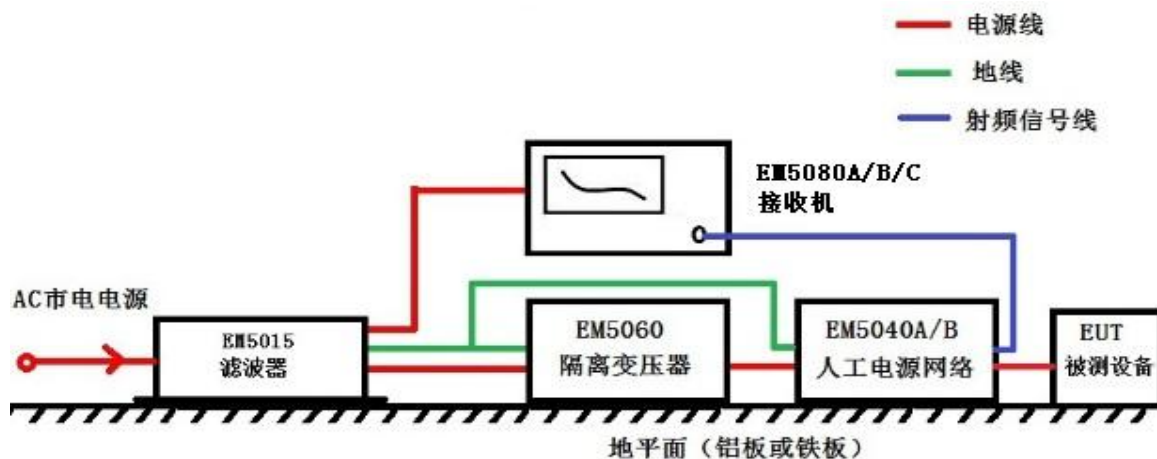 电源线
地线
射频信号线
EM5080A/B/C
接收机
AC市电电源
EM5015
滤波器
EM5060
隔离变压器
EM5040A/B
人工电源网络
EUT
被测设备
地平面（铝板或铁板）